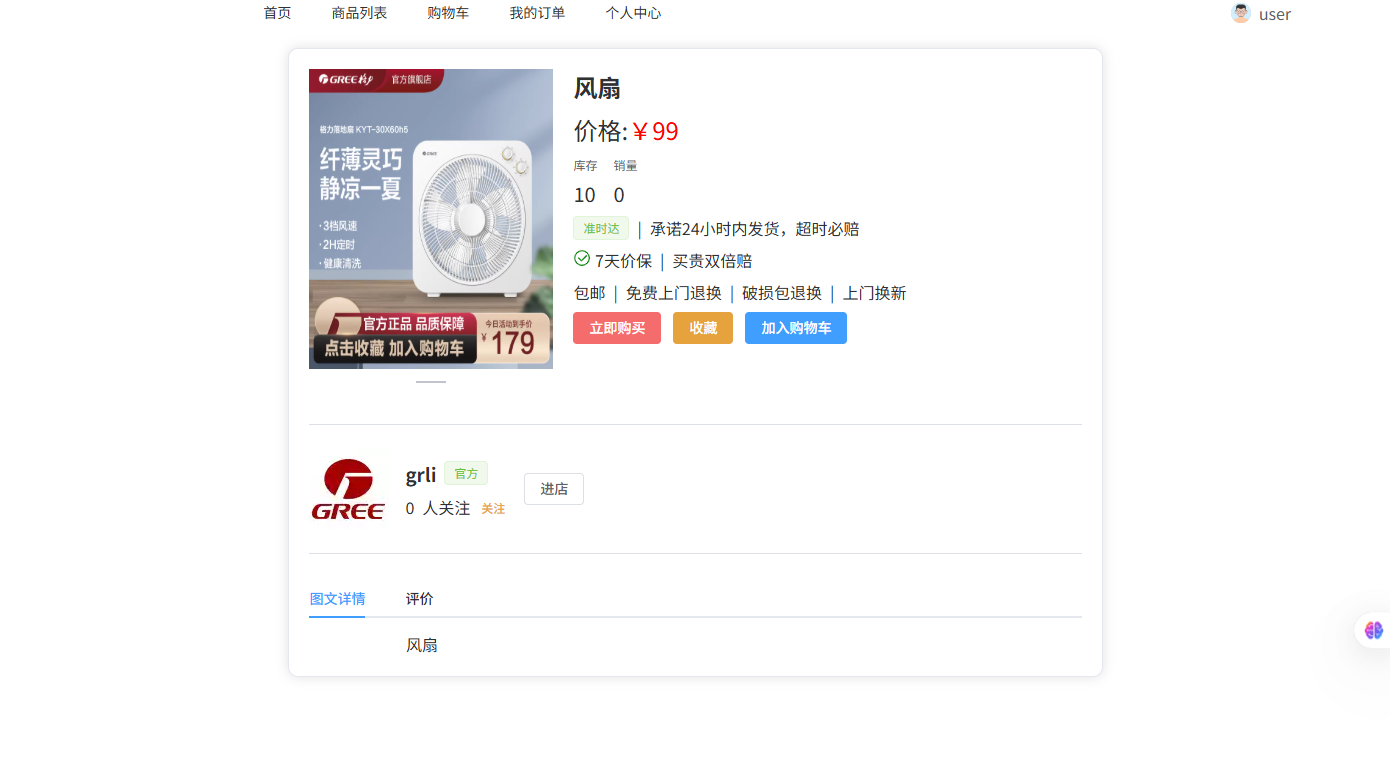 首页 商品列表 购物车 我的订单 个人中心 user
GREE格力 官方旗舰店
格力落地扇 KYT-30X60h5
纤薄灵巧
静凉一夏
·3档风速
·2H定时
·健康清洗
官方正品 品质保障
点击收藏 加入购物车
今日活动到手价
¥179
风扇
价格:￥99
库存 销量
10 0
准时达 | 承诺24小时内发货，超时必赔
7天价保 | 买贵双倍赔
包邮 | 免费上门退换 | 破损包退换 | 上门换新
立即购买 收藏 加入购物车
GREE
grli 官方
0 人关注 关注
进店
图文详情 评价
风扇